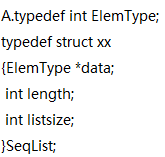 A.typedef int ElemType;
typedef struct xx
{ElemType *data;
 int length;
 int listsize;
}SeqList;